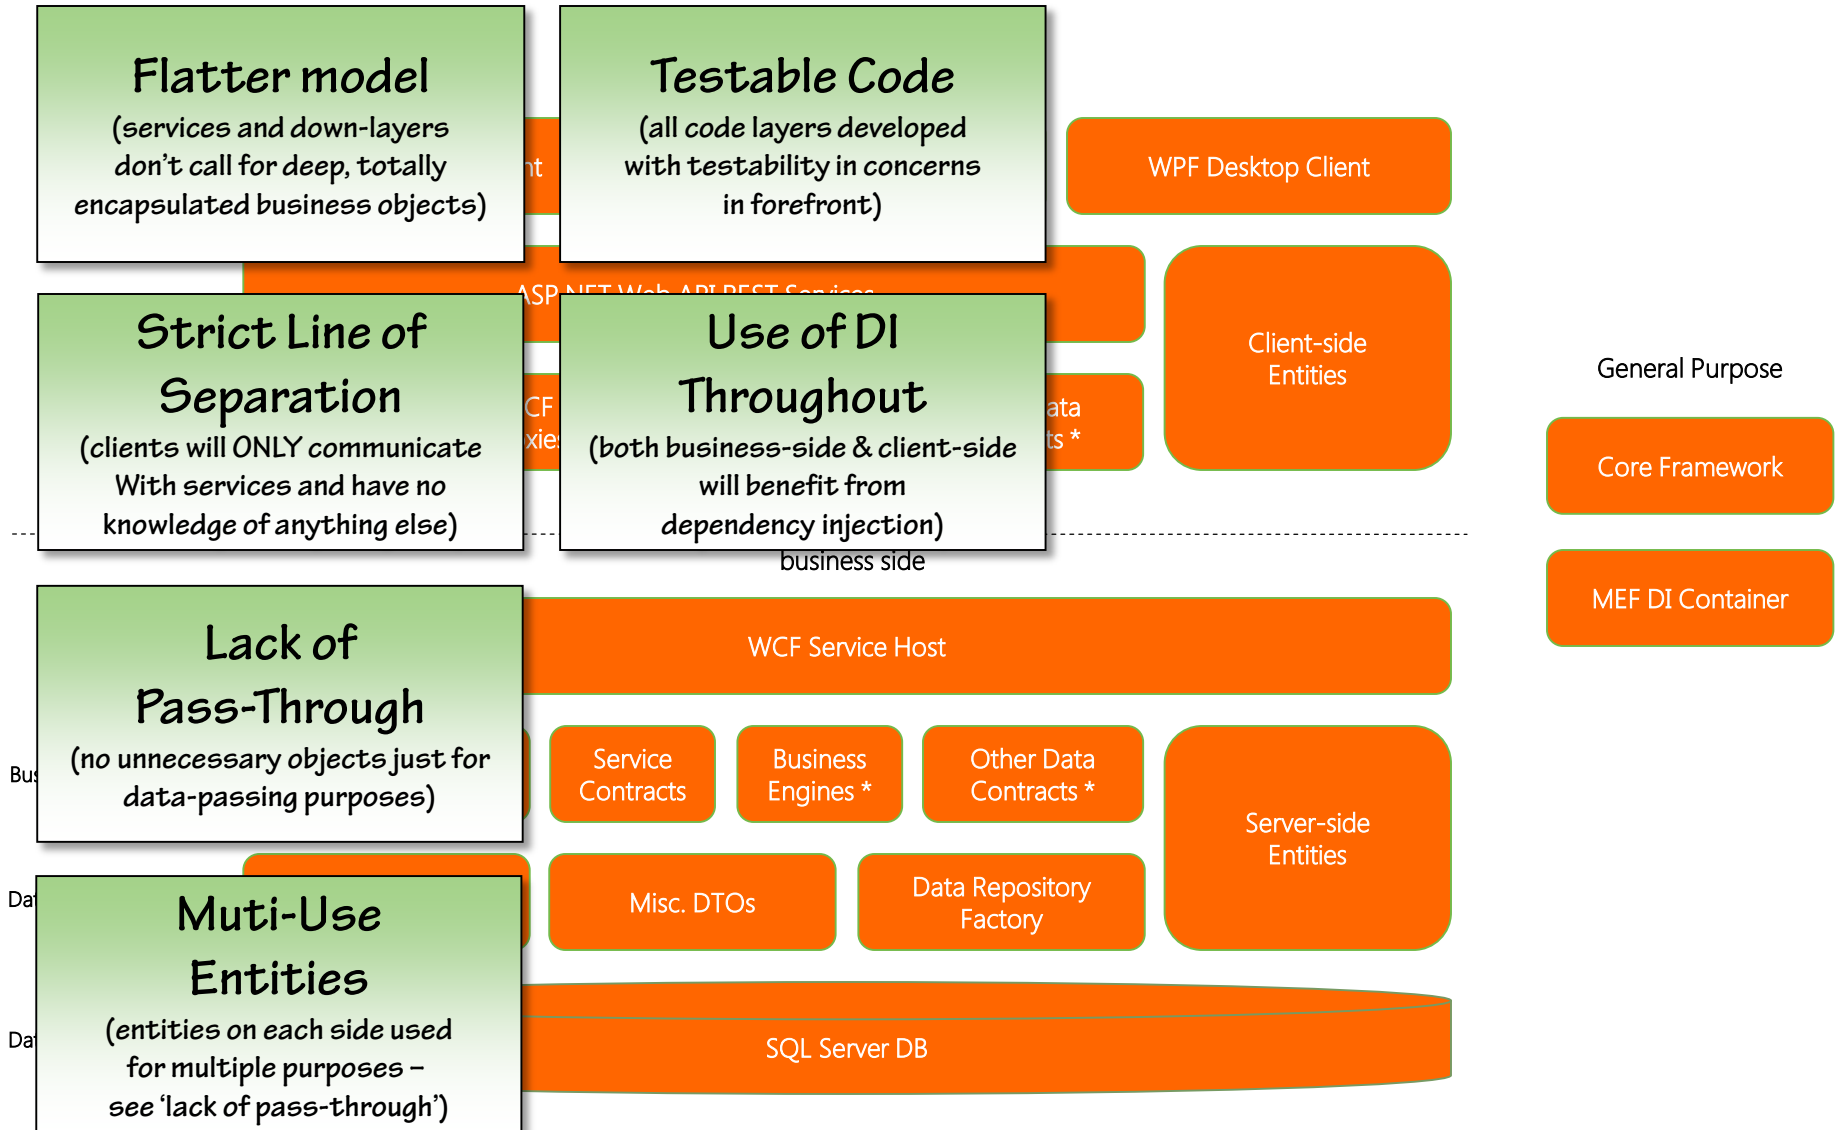 Flatter model
(services and down-layers
don't call for deep, totally
encapsulated business objects)
Testable Code
(all code layers developed
with testability in concerns
in forefront)
WPF Desktop Client
ASP.NET Web API REST Services
Strict Line of
Separation
(clients will ONLY communicate
With services and have no
knowledge of anything else)
Use of DI
Throughout
(both business-side & client-side
will benefit from
dependency injection)
Client-side
Entities
General Purpose
Core Framework
MEF DI Container
business side
Lack of
Pass-Through
(no unnecessary objects just for
data-passing purposes)
WCF Service Host
Service
Contracts
Business
Engines *
Other Data
Contracts *
Server-side
Entities
Muti-Use
Entities
(entities on each side used
for multiple purposes –
see 'lack of pass-through')
Misc. DTOs
Data Repository
Factory
SQL Server DB